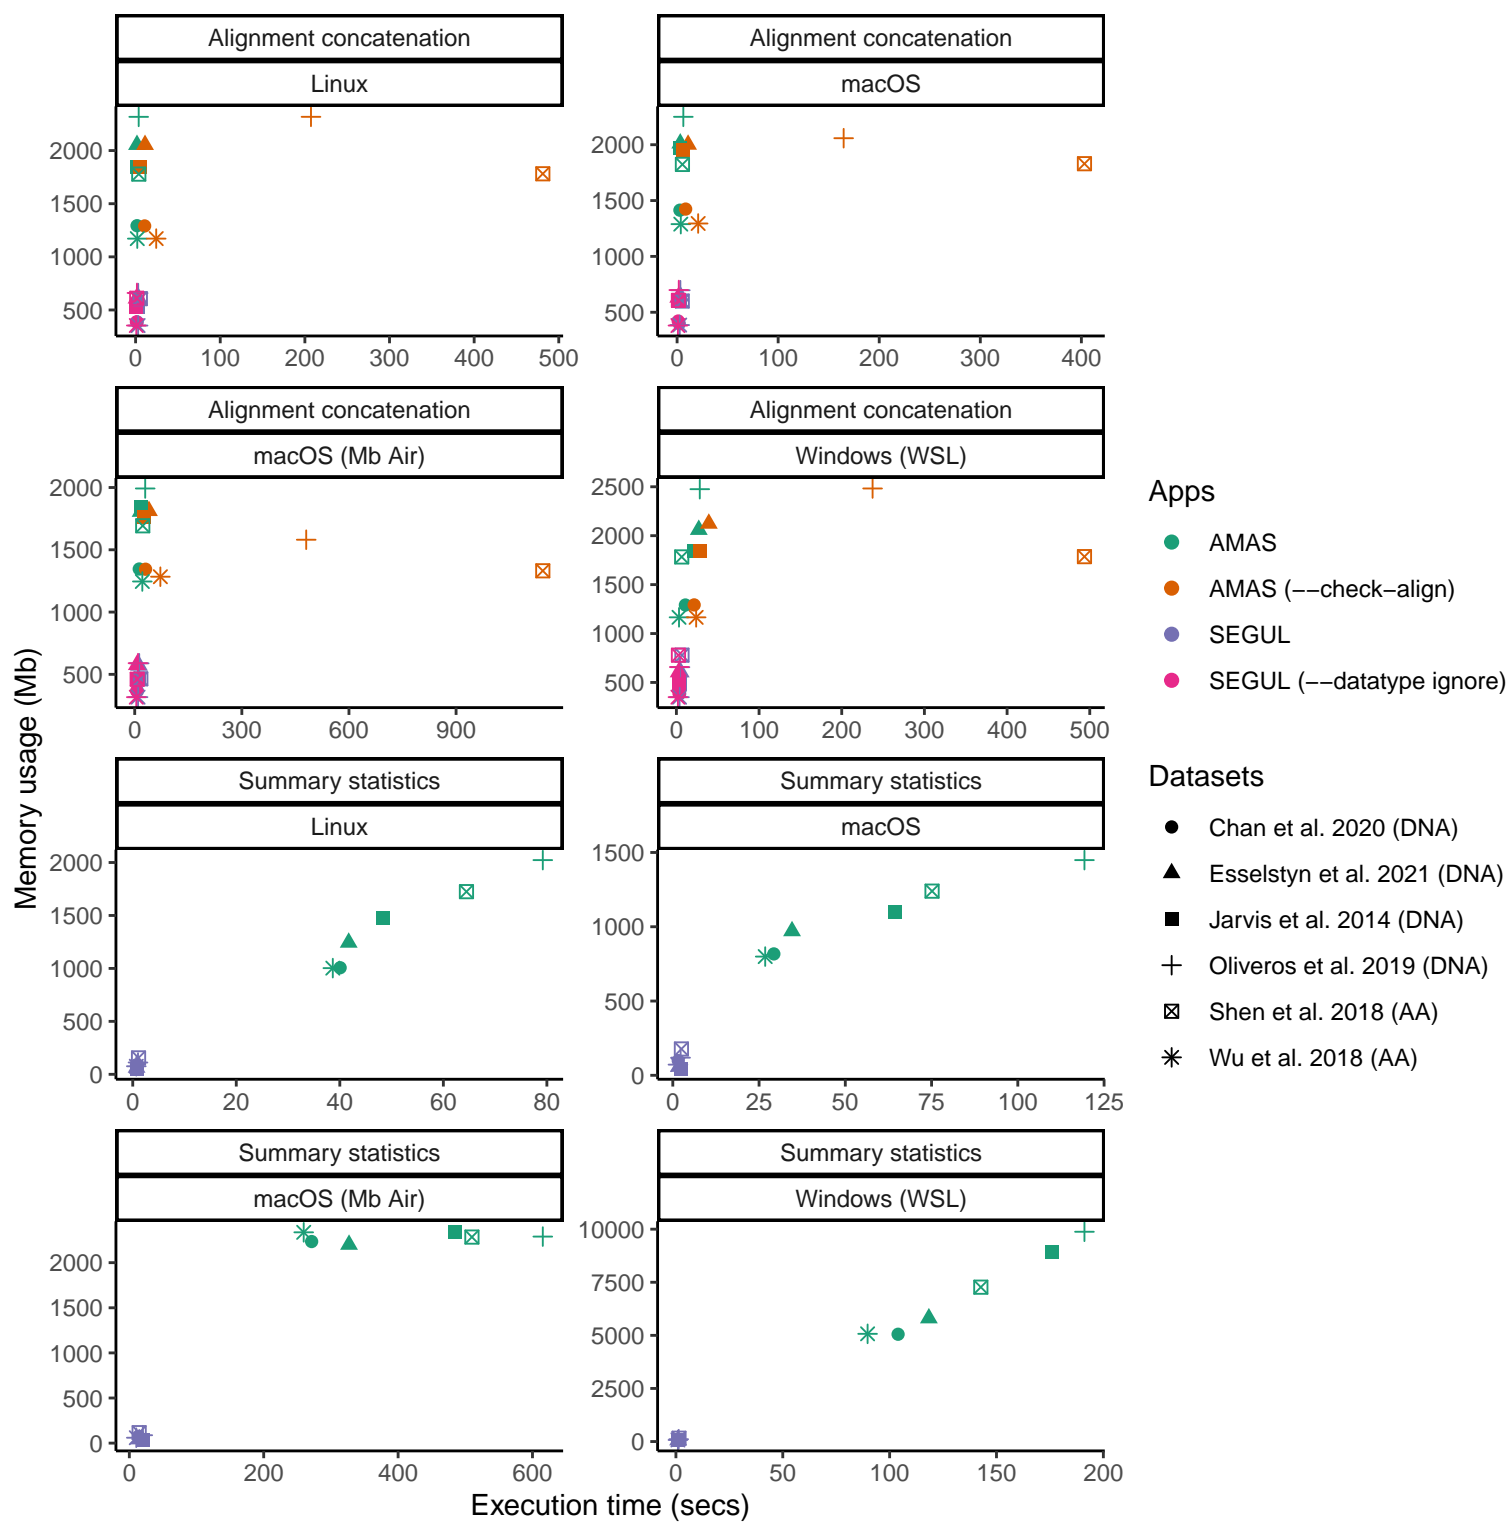 Alignment concatenation
Linux
2000
1500
1000
500
0 100 200 300 400 500
Alignment concatenation
macOS
2000
1500
1000
500
0 100 200 300 400
Alignment concatenation
macOS (Mb Air)
2000
1500
1000
500
0 300 600 900
Alignment concatenation
Windows (WSL)
2500
2000
1500
1000
500
0 100 200 300 400 500
Summary statistics
Linux
2000
1500
1000
500
0
0 20 40 60 80
Summary statistics
macOS
1500
1000
500
0
0 25 50 75 100 125
Summary statistics
macOS (Mb Air)
2000
1500
1000
500
0
0 200 400 600
Summary statistics
Windows (WSL)
10000
7500
5000
2500
0
0 50 100 150 200
Memory usage (Mb)
Execution time (secs)
Apps
AMAS
AMAS (−−check−align)
SEGUL
SEGUL (−−datatype ignore)
Datasets
Chan et al. 2020 (DNA)
Esselstyn et al. 2021 (DNA)
Jarvis et al. 2014 (DNA)
Oliveros et al. 2019 (DNA)
Shen et al. 2018 (AA)
Wu et al. 2018 (AA)